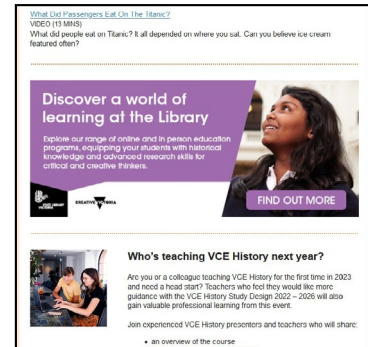 What Did Passengers Eat On The Titanic?
VIDEO (13 MINS)
What did people eat on Titanic? It all depended on where you sat. Can you believe ice cream
featured often?
Discover a world of
learning at the Library
Explore our range of online and in person education
programs, equipping your students with historical
knowledge and advanced research skills for
critical and creative thinkers.
STATE LIBRARY
VICTORIA
CREATIVE VICTORIA
FIND OUT MORE
Who's teaching VCE History next year?
Are you or a colleague teaching VCE History for the first time in 2023
and need a head start? Teachers who feel they would like more
guidance with the VCE History Study Design 2022 – 2026 will also
gain valuable professional learning from this event.
Join experienced VCE History presenters and teachers who will share:
• an overview of the course